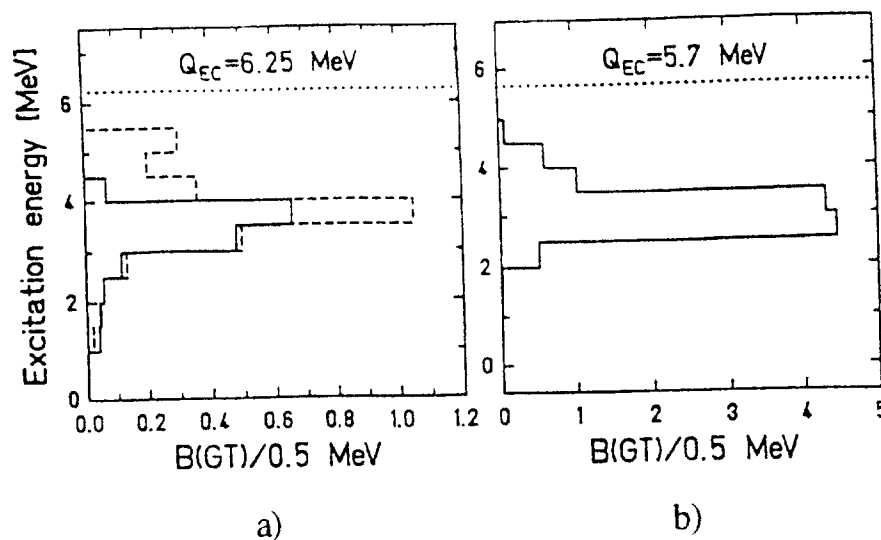 Q_EC=6.25 MeV
Q_EC=5.7 MeV
Excitation energy [MeV]
6
4
2
0
6
4
2
0
0.0 0.2 0.4 0.6 0.8 1.0 1.2
0 1 2 3 4 5
B(GT)/0.5 MeV
B(GT)/0.5 MeV
a)
b)